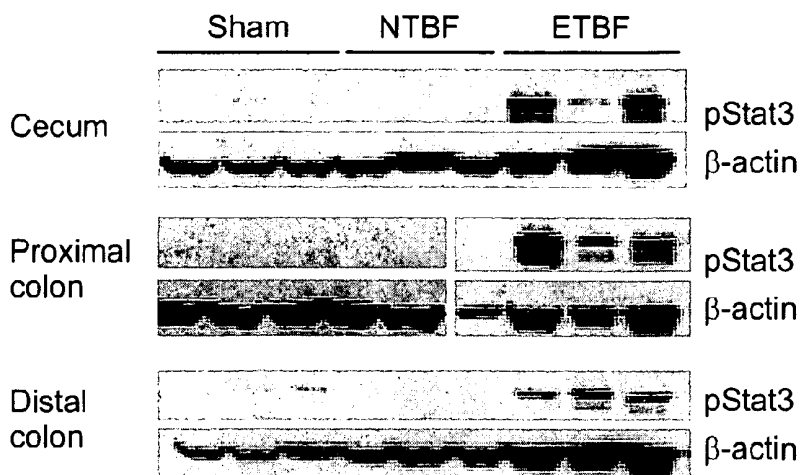 Sham NTBF ETBF
Cecum
pStat3
β-actin
Proximal
colon
pStat3
β-actin
Distal
colon
pStat3
β-actin